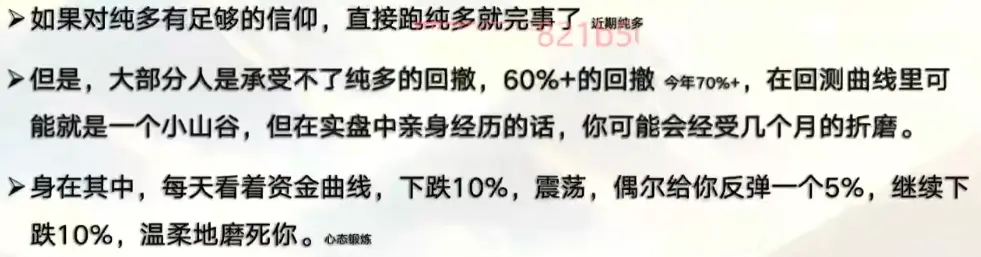 ➤如果对纯多有足够的信仰，直接跑纯多就完事了 近期纯多
821b5
➤但是，大部分人是承受不了纯多的回撤，60%+的回撤 今年70%+，在回测曲线里可
能就是一个小山谷，但在实盘中亲身经历的话，你可能会经受几个月的折磨。
➤身在其中，每天看着资金曲线，下跌10%，震荡，偶尔给你反弹一个5%，继续下
跌10%，温柔地磨死你。心态锻炼